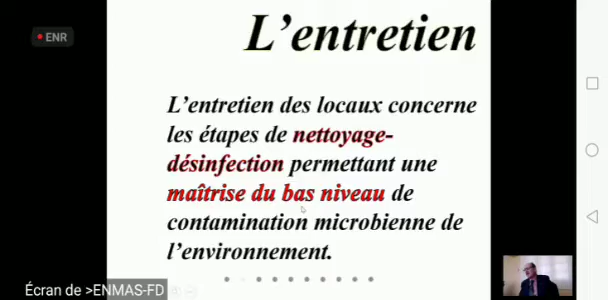 L'entretien
ENR
L'entretien des locaux concerne
les étapes de nettoyage-
désinfection permettant une
maîtrise du bas niveau de
contamination microbienne de
l'environnement.
Écran de >ENMAS-FD